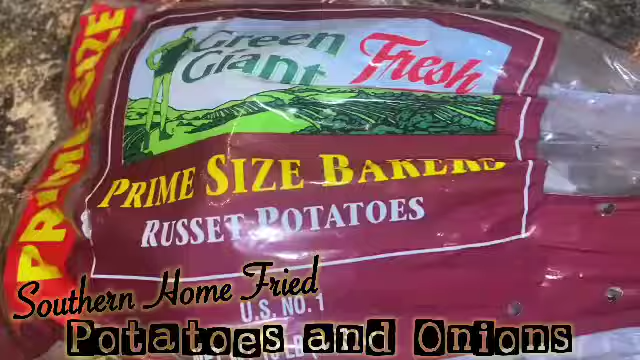 PRIME SIZE
Green Giant Fresh
PRIME SIZE BAKERS
RUSSET POTATOES
Southern Home Fried
U.S. NO. 1
Potatoes and Onions